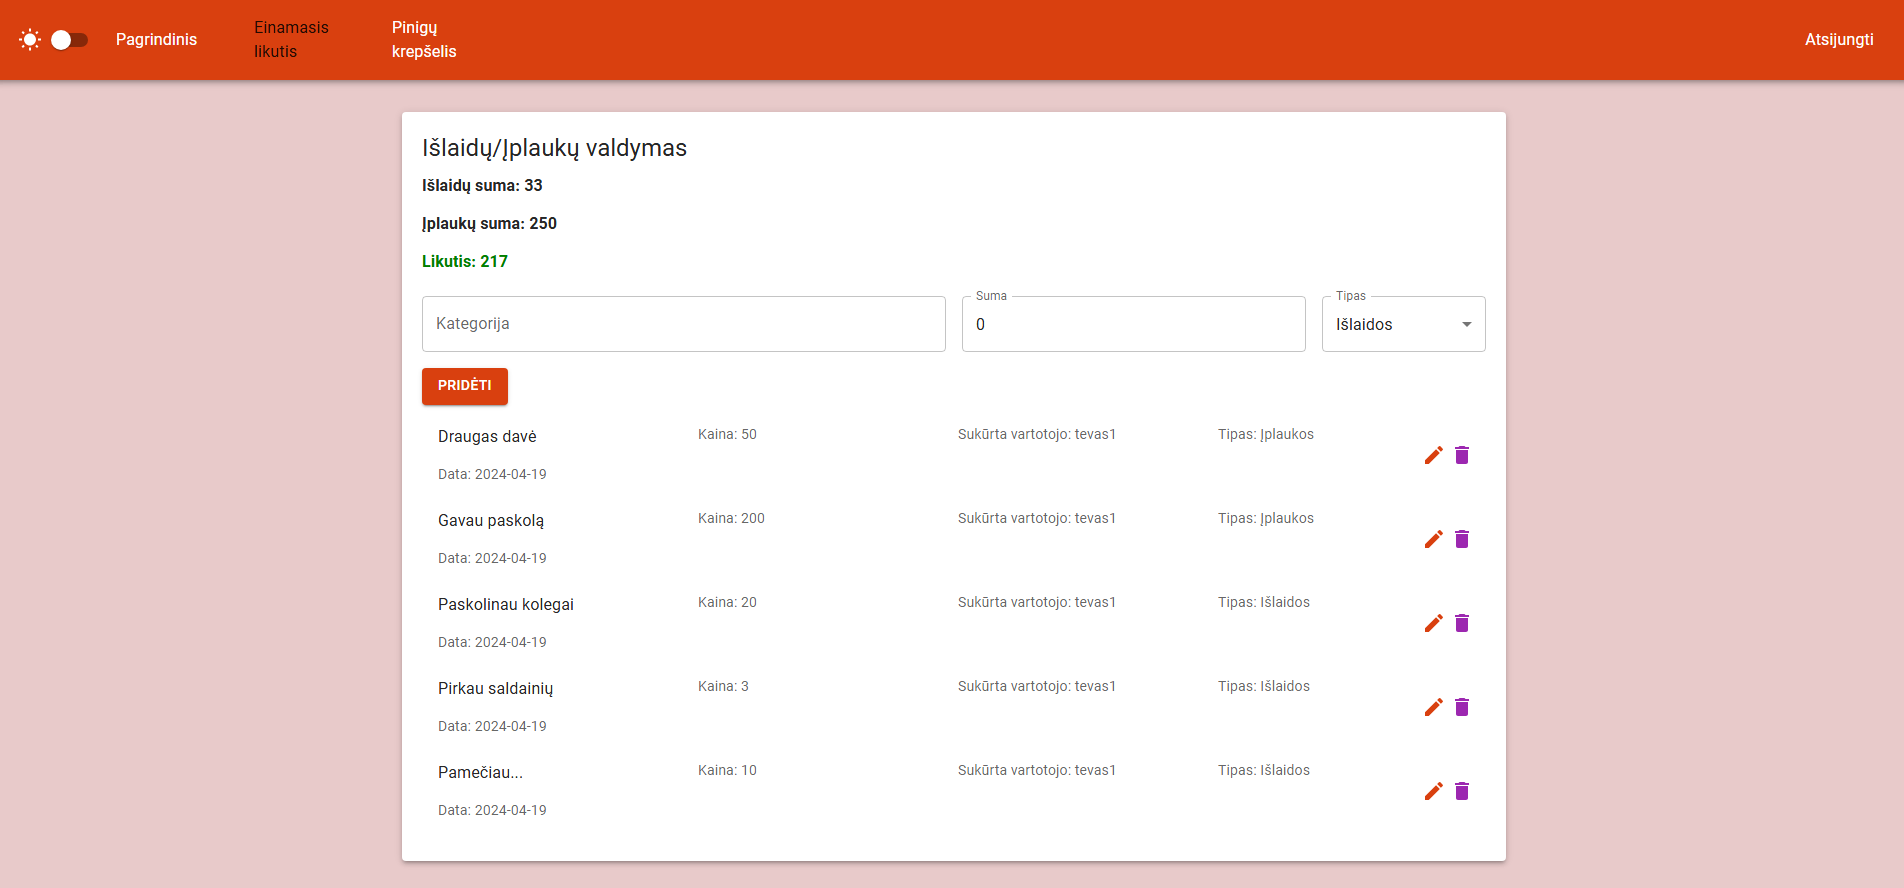 Pagrindinis
Einamasis
likutis
Pinigų
krepšelis
Atsijungti
Išlaidų/Įplaukų valdymas
Išlaidų suma: 33
Įplaukų suma: 250
Likutis: 217
Kategorija
Suma
0
Tipas
Išlaidos
PRIDĖTI
Draugas davė
Kaina: 50
Sukūrta vartotojo: tevas1
Tipas: Įplaukos
Data: 2024-04-19
Gavau paskolą
Kaina: 200
Sukūrta vartotojo: tevas1
Tipas: Įplaukos
Data: 2024-04-19
Paskolinau kolegai
Kaina: 20
Sukūrta vartotojo: tevas1
Tipas: Išlaidos
Data: 2024-04-19
Pirkau saldainių
Kaina: 3
Sukūrta vartotojo: tevas1
Tipas: Išlaidos
Data: 2024-04-19
Pamečiau...
Kaina: 10
Sukūrta vartotojo: tevas1
Tipas: Išlaidos
Data: 2024-04-19